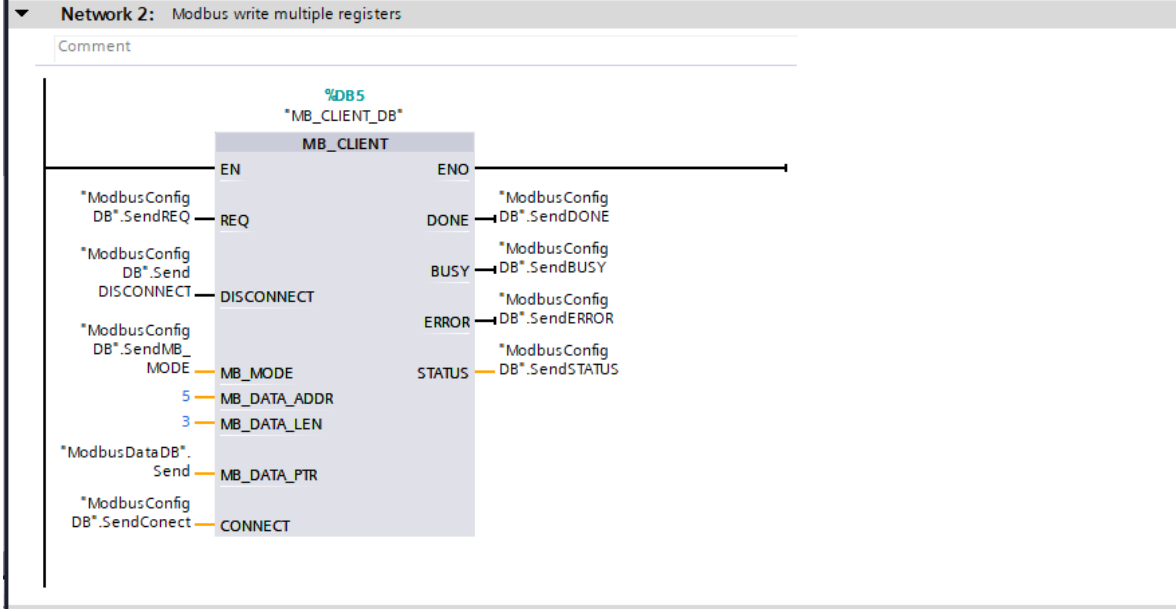 Network 2: Modbus write multiple registers
Comment
%DB5
"MB_CLIENT_DB"
MB_CLIENT
EN
ENO
"ModbusConfig
DB".SendREQ
REQ
DONE
"ModbusConfig
DB".SendDONE
"ModbusConfig
DB".Send
DISCONNECT
DISCONNECT
BUSY
"ModbusConfig
DB".SendBUSY
ERROR
"ModbusConfig
DB".SendERROR
"ModbusConfig
DB".SendMB_
MODE
MB_MODE
STATUS
"ModbusConfig
DB".SendSTATUS
5
MB_DATA_ADDR
3
MB_DATA_LEN
"ModbusDataDB".
Send
MB_DATA_PTR
"ModbusConfig
DB".SendConect
CONNECT